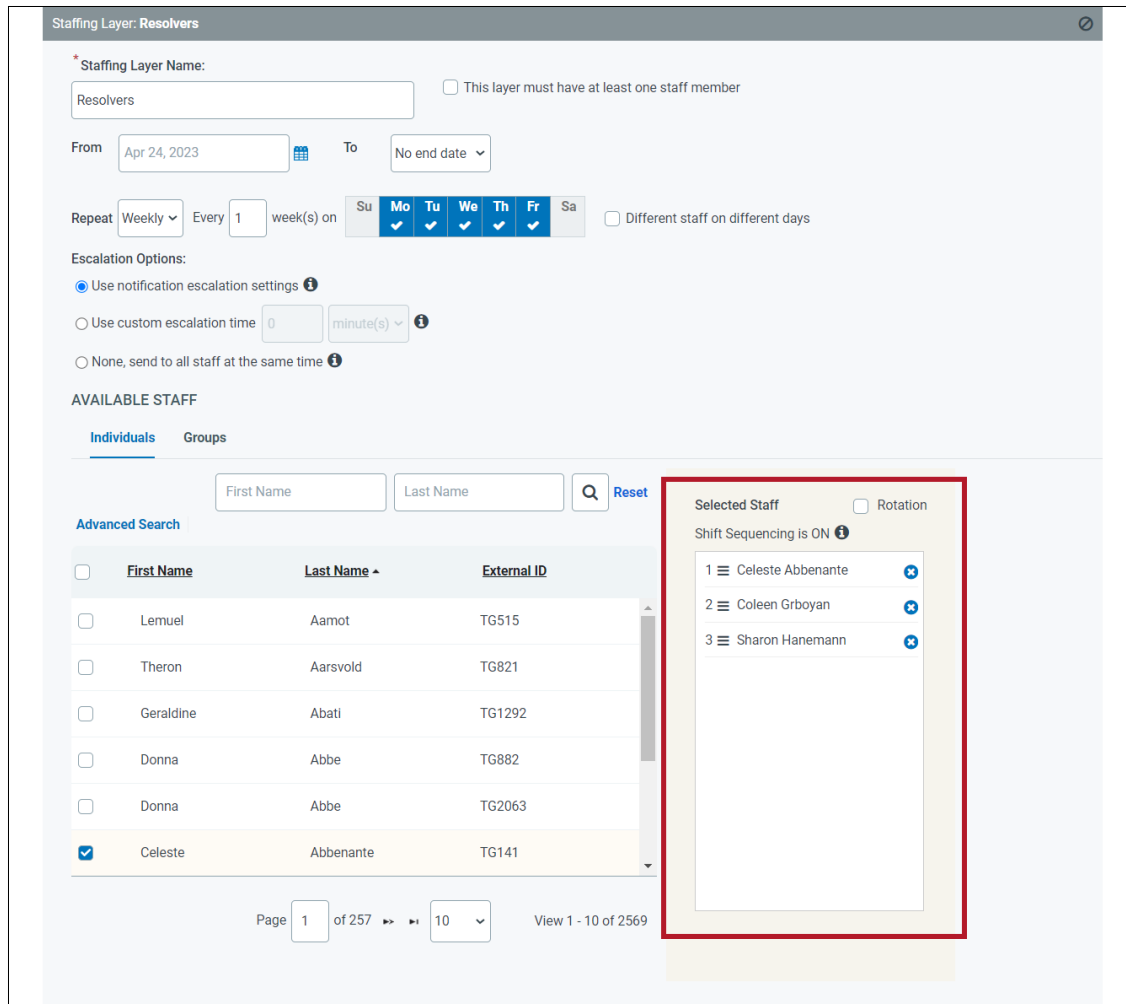 Staffing Layer: Resolvers
* Staffing Layer Name:
Resolvers
This layer must have at least one staff member
From Apr 24, 2023 To No end date
Repeat Weekly Every 1 week(s) on Su Mo Tu We Th Fr Sa Different staff on different days
Escalation Options:
Use notification escalation settings
Use custom escalation time 0 minute(s)
None, send to all staff at the same time
AVAILABLE STAFF
Individuals Groups
First Name Last Name Reset
Advanced Search
First Name Last Name External ID
Lemuel Aamot TG515
Theron Aarsvold TG821
Geraldine Abati TG1292
Donna Abbe TG882
Donna Abbe TG2063
Celeste Abbenante TG141
Page 1 of 257 10 View 1 - 10 of 2569
Selected Staff Rotation
Shift Sequencing is ON
1 Celeste Abbenante
2 Coleen Grboyan
3 Sharon Hanemann